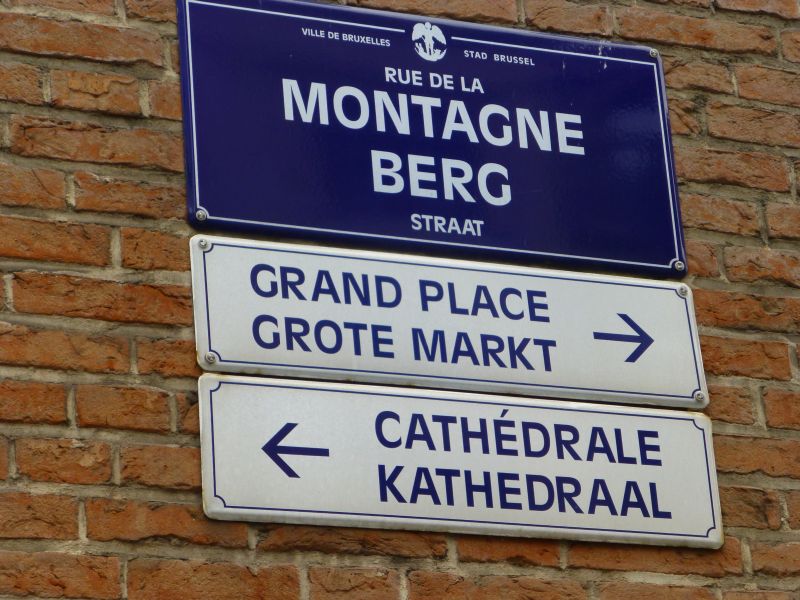 VILLE DE BRUXELLES STAD BRUSSEL
RUE DE LA
MONTAGNE
BERG
STRAAT
GRAND PLACE
GROTE MARKT
CATHÉDRALE
KATHEDRAAL